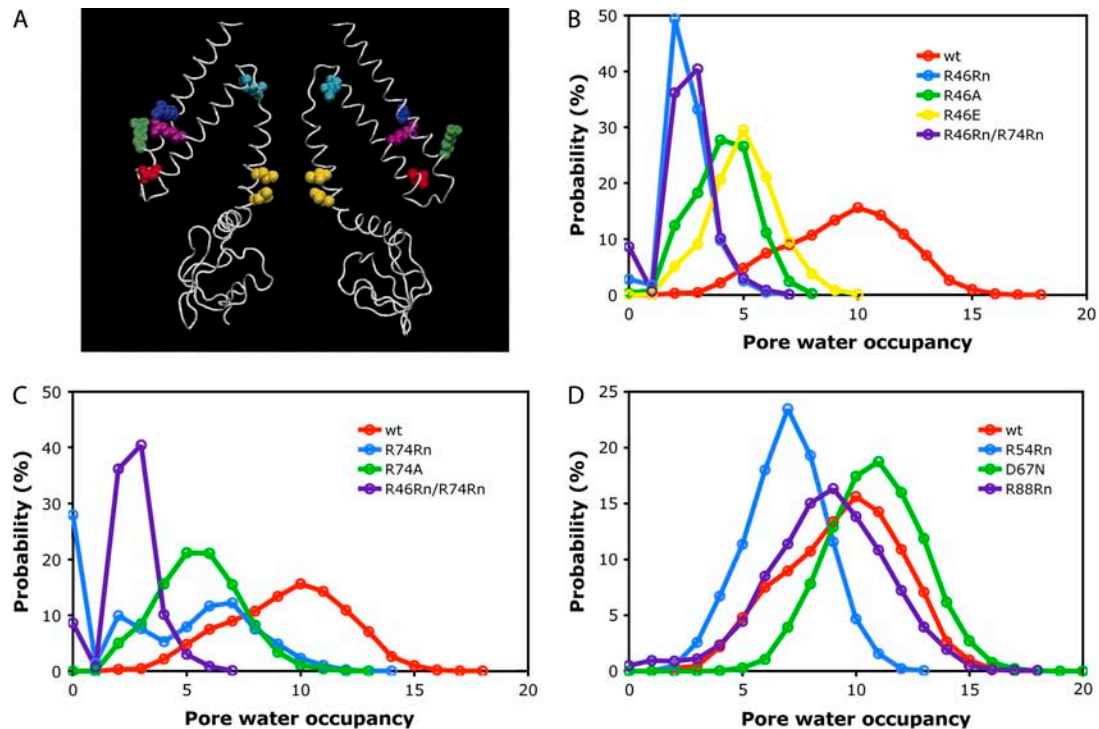 A
B
50
40
30
20
10
0
Probability (%)
0 5 10 15 20
Pore water occupancy
wt
R46Rn
R46A
R46E
R46Rn/R74Rn
C
50
40
30
20
10
0
Probability (%)
0 5 10 15 20
Pore water occupancy
wt
R74Rn
R74A
R46Rn/R74Rn
D
25
20
15
10
5
0
Probability (%)
0 5 10 15 20
Pore water occupancy
wt
R54Rn
D67N
R88Rn